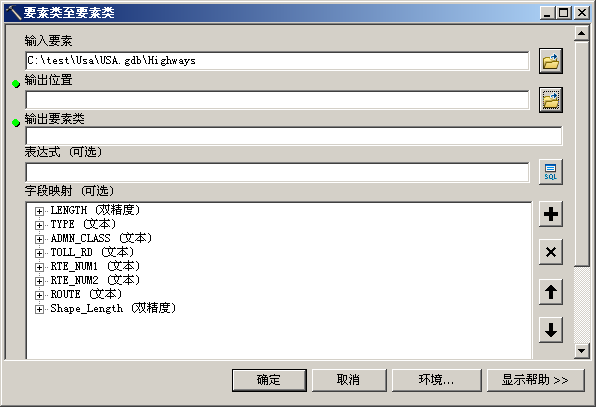 要素类至要素类
输入要素
C:\test\Usa\USA.gdb\Highways
输出位置
输出要素类
表达式 (可选)
SQL
字段映射 (可选)
LENGTH (双精度)
TYPE (文本)
ADMN_CLASS (文本)
TOLL_RD (文本)
RTE_NUM1 (文本)
RTE_NUM2 (文本)
ROUTE (文本)
Shape_Length (双精度)
确定
取消
环境...
显示帮助 >>